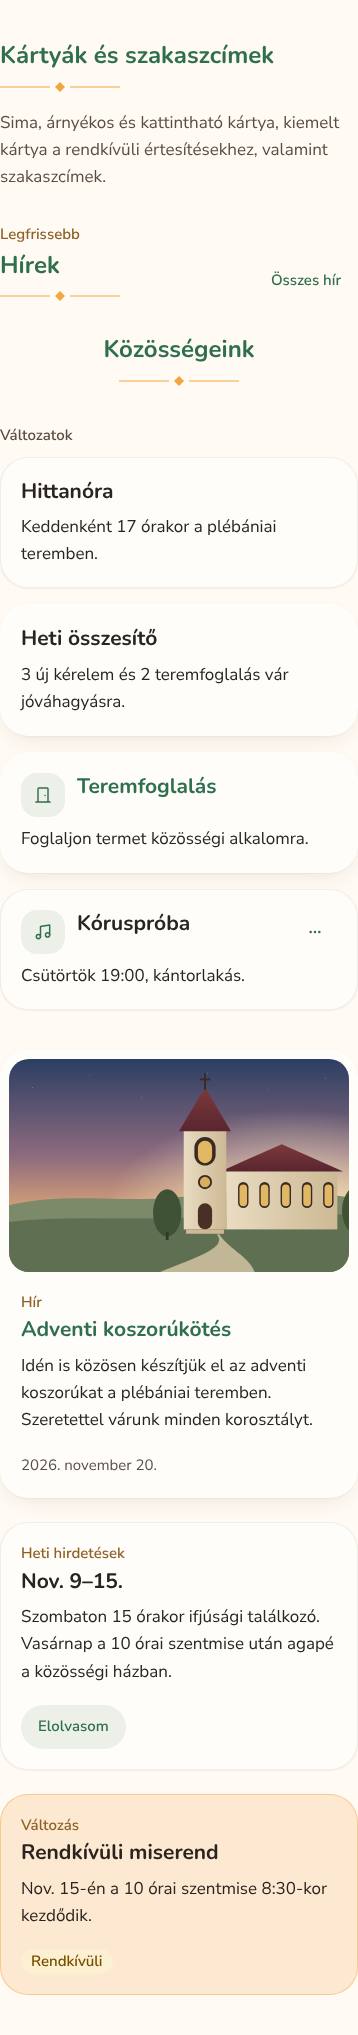 Kártyák és szakaszcímek
Sima, árnyékos és kattintható kártya, kiemelt
kártya a rendkívüli értesítésekhez, valamint
szakaszcímek.
Legfrissebb
Hírek
Összes hír
Közösségeink
Változatok
Hittanóra
Keddenként 17 órakor a plébániai
teremben.
Heti összesítő
3 új kérelem és 2 teremfoglalás vár
jóváhagyásra.
Teremfoglalás
Foglaljon termet közösségi alkalomra.
Kóruspróba
...
Csütörtök 19:00, kántorlakás.
Hír
Adventi koszorúkötés
Idén is közösen készítjük el az adventi
koszorúkat a plébániai teremben.
Szeretettel várunk minden korosztályt.
2026. november 20.
Heti hirdetések
Nov. 9–15.
Szombaton 15 órakor ifjúsági találkozó.
Vasárnap a 10 órai szentmise után agapé
a közösségi házban.
Elolvasom
Változás
Rendkívüli miserend
Nov. 15-én a 10 órai szentmise 8:30-kor
kezdődik.
Rendkívüli